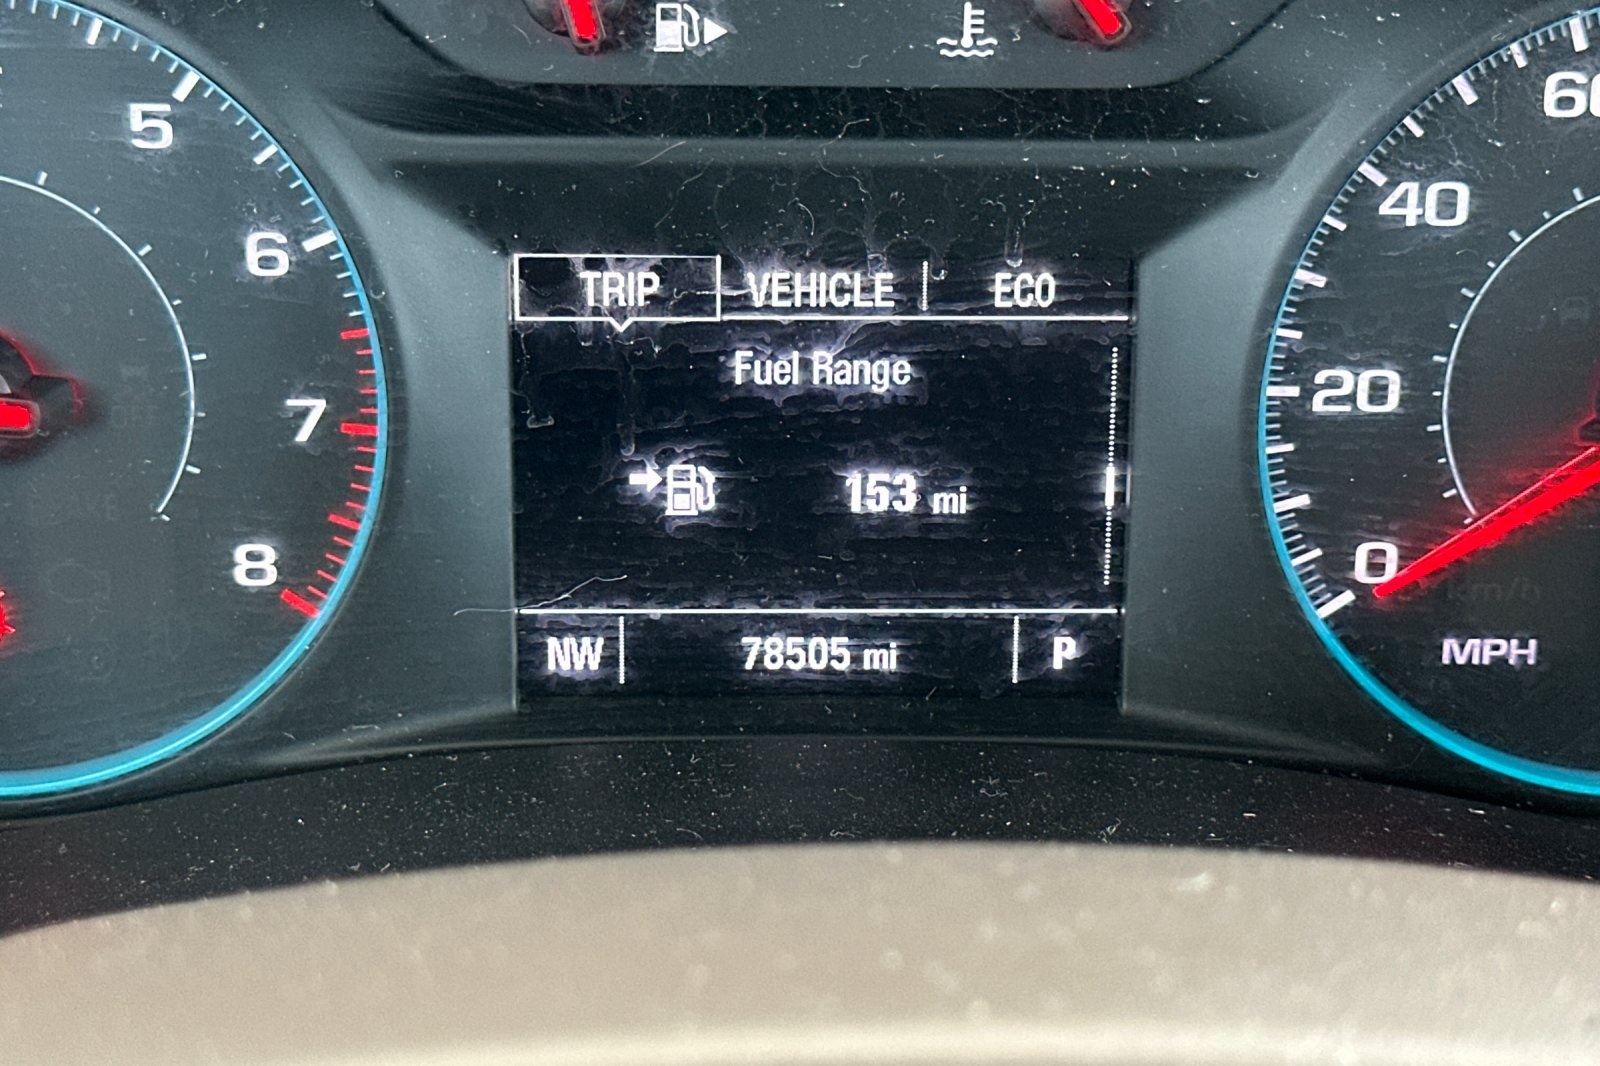 5
6
7
8
TRIP VEHICLE ECO
Fuel Range
153 mi
NW 78505 mi P
60
40
20
0
km/h
MPH